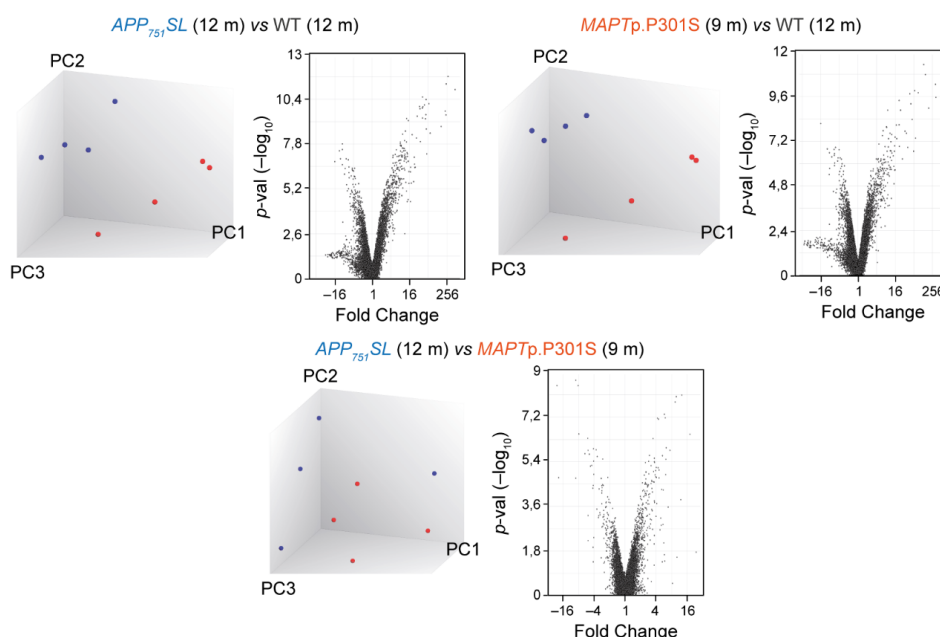 APP751SL (12 m) vs WT (12 m)
PC2
PC1
PC3
p-val (–log10)
13
10,4
7,8
5,2
2,6
0
–16 1 16 256
Fold Change
MAPTp.P301S (9 m) vs WT (12 m)
PC2
PC1
PC3
p-val (–log10)
12
9,6
7,2
4,8
2,4
0
–16 1 16 256
Fold Change
APP751SL (12 m) vs MAPTp.P301S (9 m)
PC2
PC1
PC3
p-val (–log10)
9
7,2
5,4
3,6
1,8
0
–16 –4 1 4 16
Fold Change